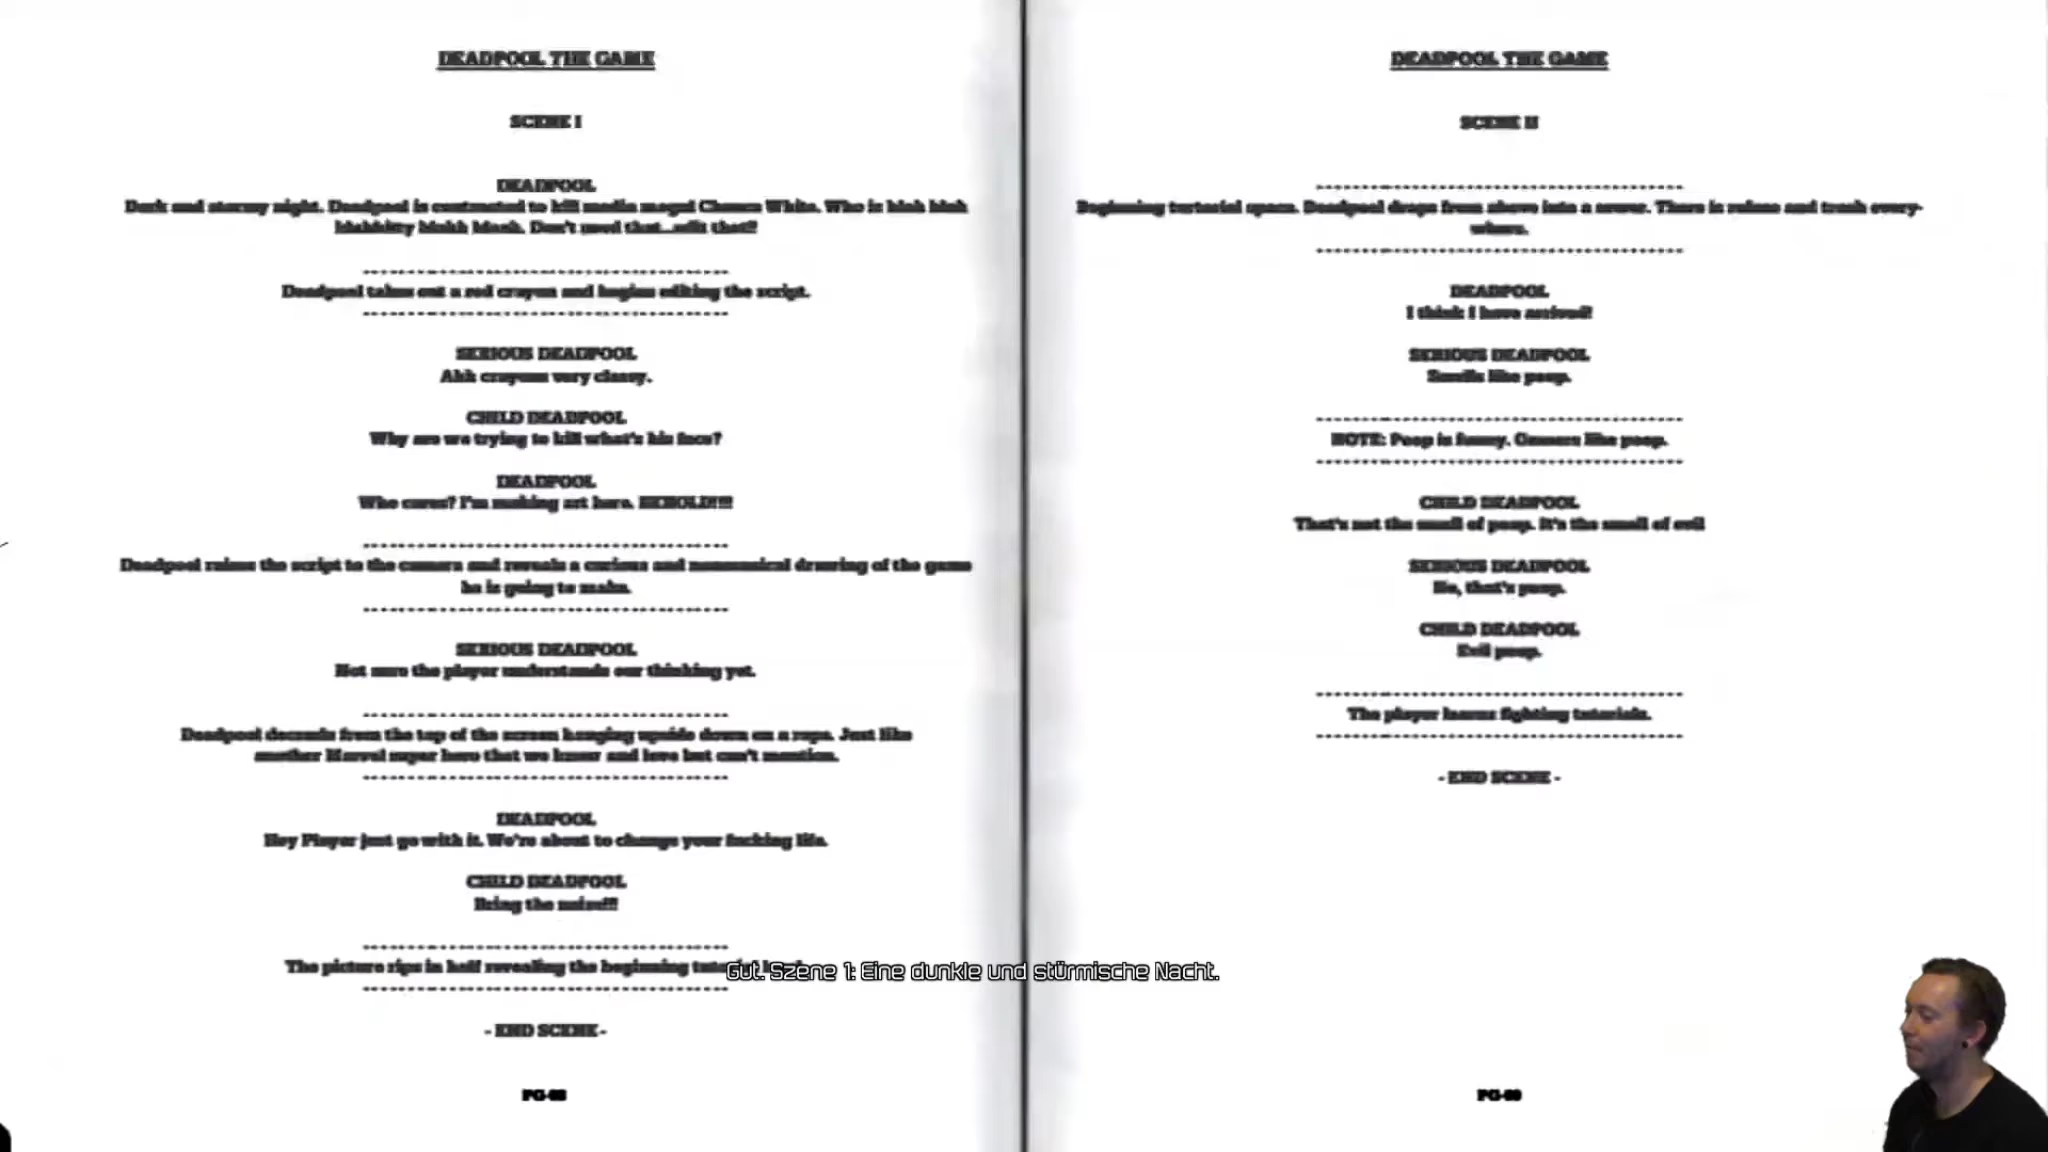 DEADPOOL THE GAME
SCENE I
DEADPOOL
Dark and stormy night. Deadpool is contracted to kill media mogul Chance White. Who is blah blah
blahbitty blahh blaah. Don't need that...edit that!!
Deadpool takes out a red crayon and begins editing the script.
SERIOUS DEADPOOL
Ahh crayons very classy.
CHILD DEADPOOL
Why are we trying to kill what's his face?
DEADPOOL
Who cares? I'm making art here. BEHOLD!!!!
Deadpool raises the script to the camera and reveals a curious and nonsensical drawing of the game
he is going to make.
SERIOUS DEADPOOL
Not sure the player understands our thinking yet.
Deadpool decends from the top of the screen hanging upside down on a rope. Just like
another Marvel super hero that we know and love but can't mention.
DEADPOOL
Hey Player just go with it. We're about to change your fucking life.
CHILD DEADPOOL
Bring the noise!!!
The picture rips in half revealing the beginning
- END SCENE -
DEADPOOL THE GAME
SCENE II
Beginning turtorial space. Deadpool drops from above into a sewer. There is ruins and trash every-
where.
DEADPOOL
I think I have arrived!
SERIOUS DEADPOOL
Smells like poop.
NOTE: Poop is funny. Gamers like poop.
CHILD DEADPOOL
That's not the smell of poop. It's the smell of evil
SERIOUS DEADPOOL
No, that's poop.
CHILD DEADPOOL
Evil poop.
The player learns fighting tutorials.
- END SCENE -
Gut. Szene 1: Eine dunkle und stürmische Nacht.